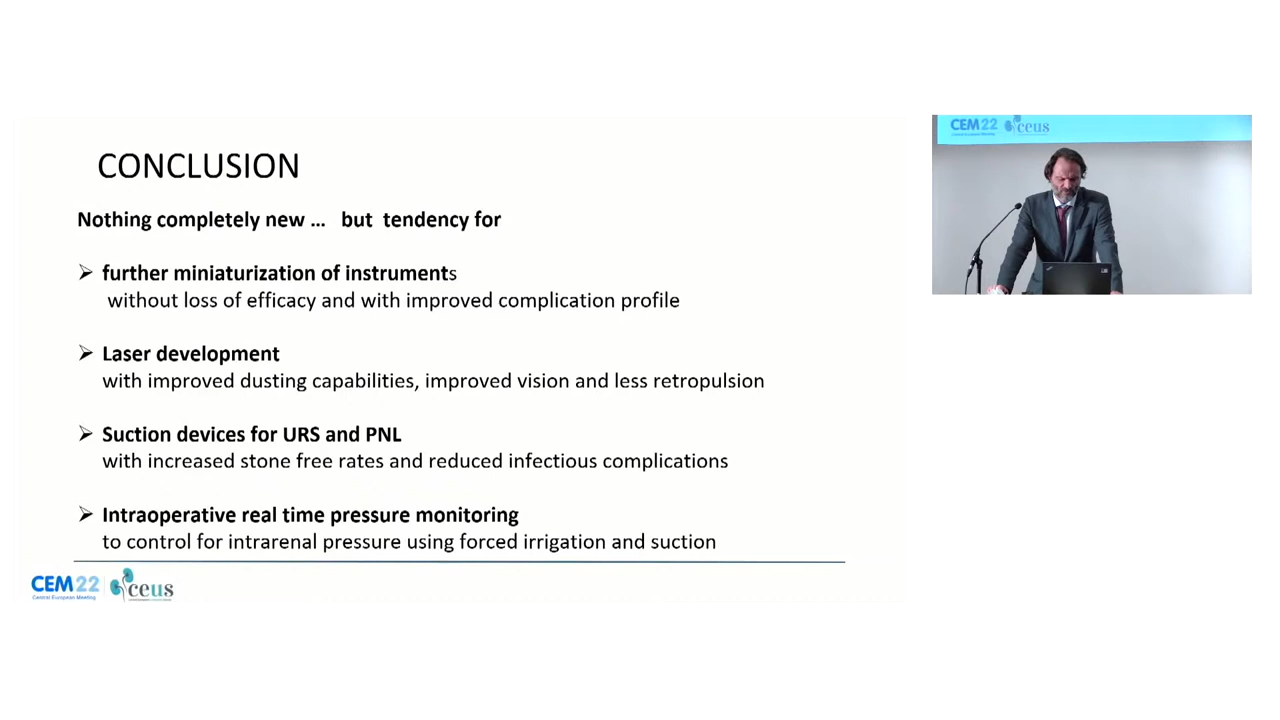 CONCLUSION
Nothing completely new ... but tendency for
➢ further miniaturization of instruments
without loss of efficacy and with improved complication profile
➢ Laser development
with improved dusting capabilities, improved vision and less retropulsion
➢ Suction devices for URS and PNL
with increased stone free rates and reduced infectious complications
➢ Intraoperative real time pressure monitoring
to control for intrarenal pressure using forced irrigation and suction
CEM22
Central European Meeting
ceus
CEM22
ceus